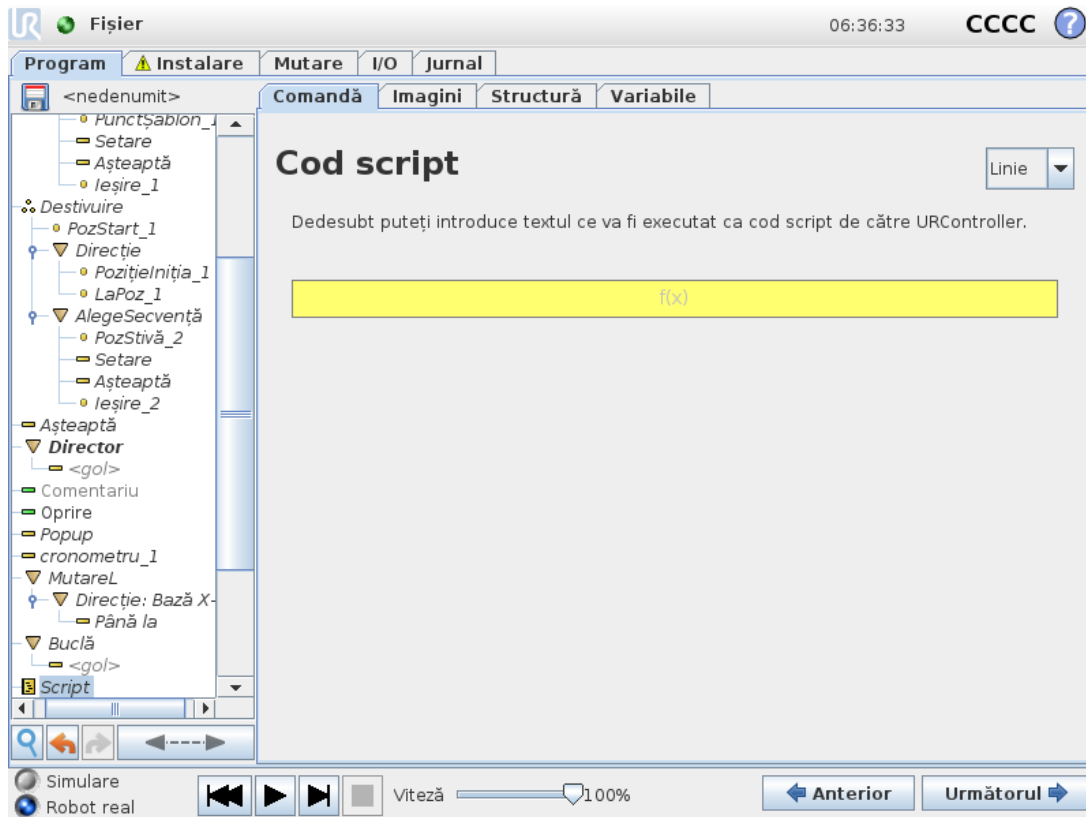 UR Fișier 06:36:33 CCCC ?
Program Instalare Mutare I/O Jurnal
<nedenumit> Comandă Imagini Structură Variabile
PunctȘablon_1
Setare
Așteaptă
Ieșire_1
Destivuire
PozStart_1
Direcție
PozițieIniția_1
LaPoz_1
AlegeSecvență
PozStivă_2
Setare
Așteaptă
Ieșire_2
Așteaptă
Director
<gol>
Comentariu
Oprire
Popup
cronometru_1
MutareL
Direcție: Bază X-
Până la
Buclă
<gol>
Script
Cod script
Linie
Dedesubt puteți introduce textul ce va fi executat ca cod script de către URController.
f(x)
Simulare
Robot real
Viteză 100%
Anterior Următorul